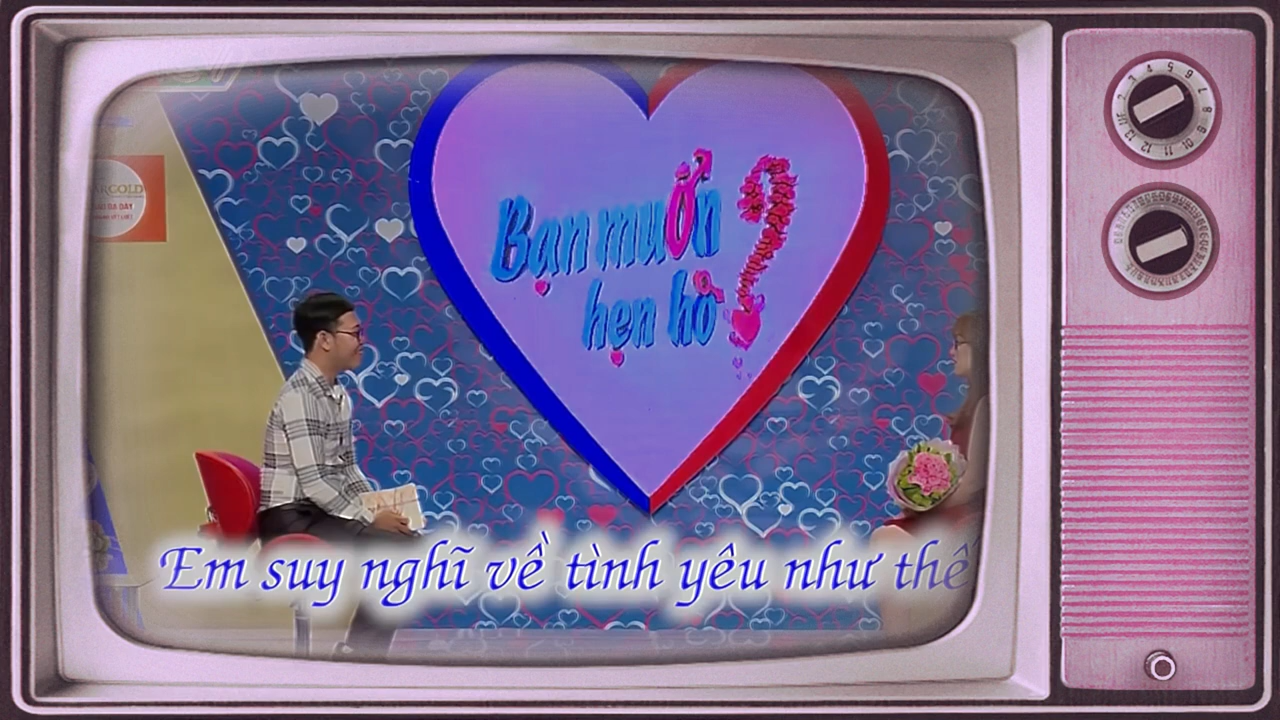 Bạn muốn
hẹn hò?
Em suy nghĩ về tình yêu như thế